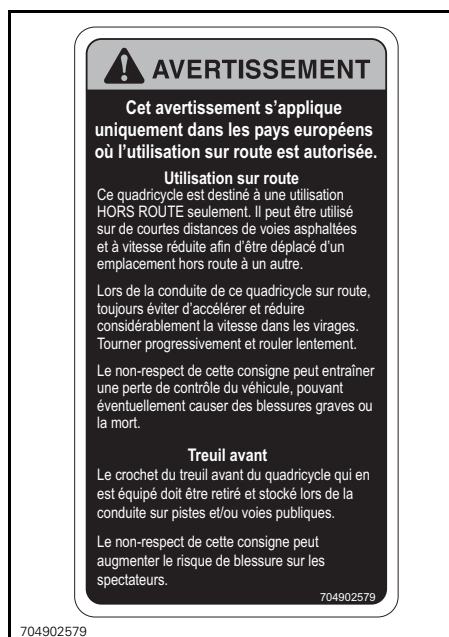 AVERTISSEMENT
Cet avertissement s'applique
uniquement dans les pays européens
où l'utilisation sur route est autorisée.
Utilisation sur route
Ce quadricycle est destiné à une utilisation
HORS ROUTE seulement. Il peut être utilisé
sur de courtes distances de voies asphaltées
et à vitesse réduite afin d'être déplacé d'un
emplacement hors route à un autre.
Lors de la conduite de ce quadricycle sur route,
toujours éviter d'accélérer et réduire
considérablement la vitesse dans les virages.
Tourner progressivement et rouler lentement.
Le non-respect de cette consigne peut entraîner
une perte de contrôle du véhicule, pouvant
éventuellement causer des blessures graves ou
la mort.
Treuil avant
Le crochet du treuil avant du quadricycle qui en
est équipé doit être retiré et stocké lors de la
conduite sur pistes et/ou voies publiques.
Le non-respect de cette consigne peut
augmenter le risque de blessure sur les
spectateurs.
704902579
704902579